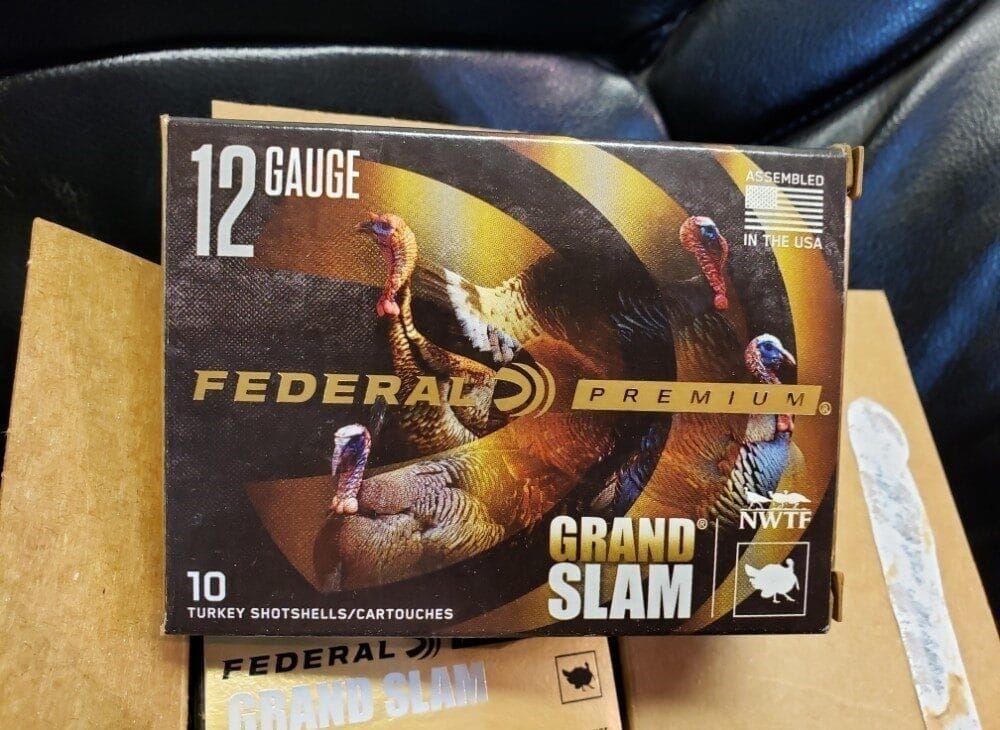 12 GAUGE
ASSEMBLED
IN THE USA
FEDERAL PREMIUM®
GRAND®
SLAM
NWTF
10
TURKEY SHOTSHELLS/CARTOUCHES
FEDERAL
GRAND SLAM